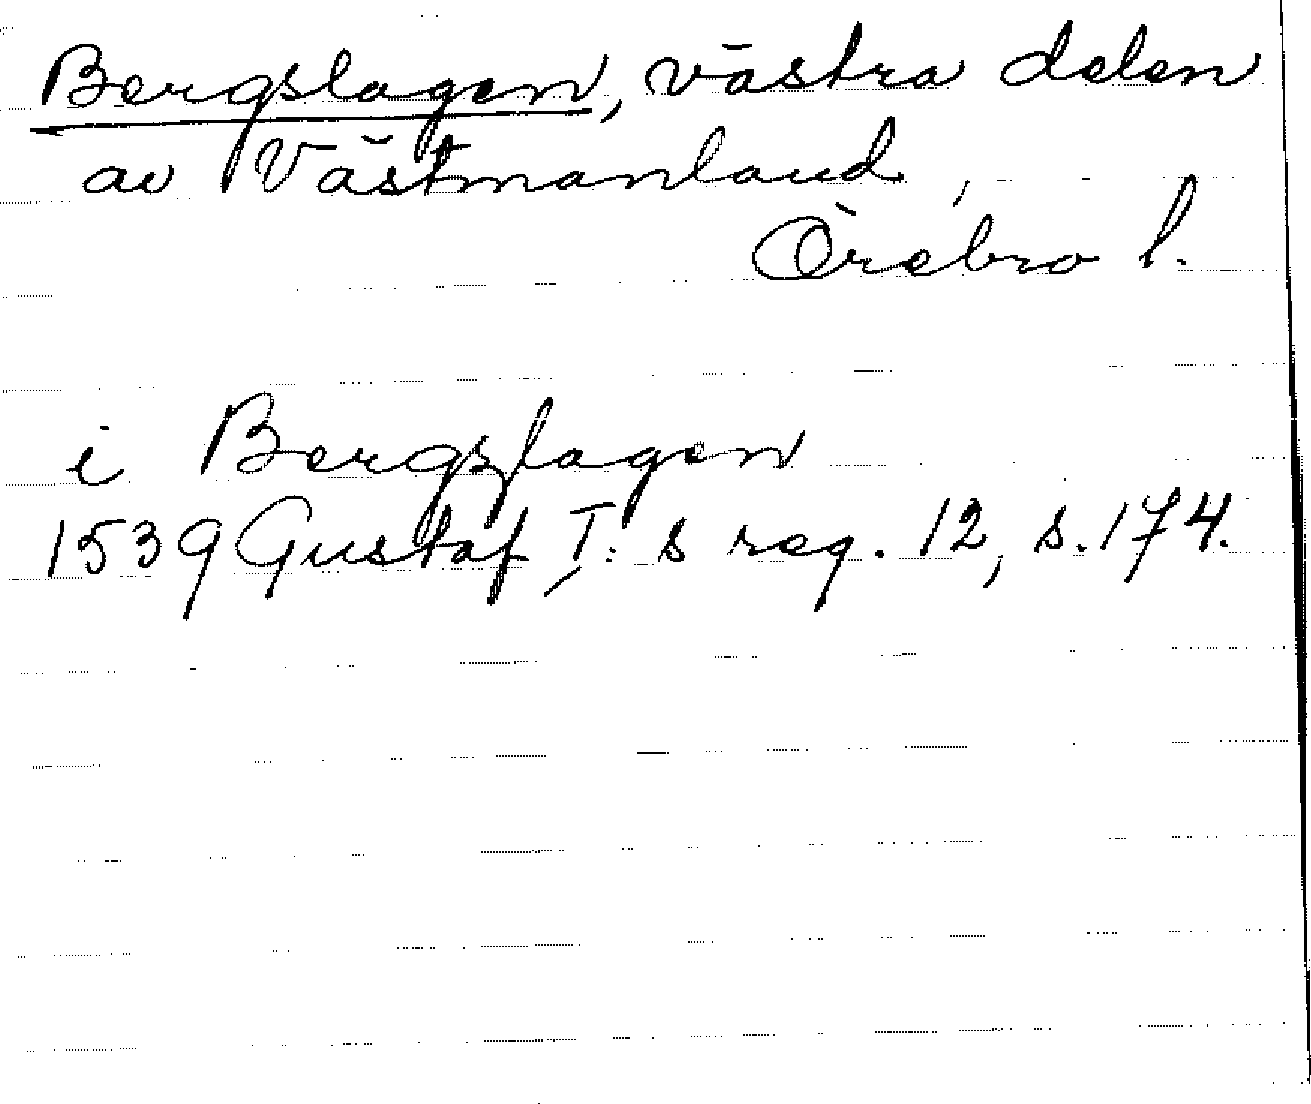 Bergslagen, västra delen
av Västmanland,
Örebro l.
i Bergslagen
1539 Gustaf I:s reg. 12, s. 174.